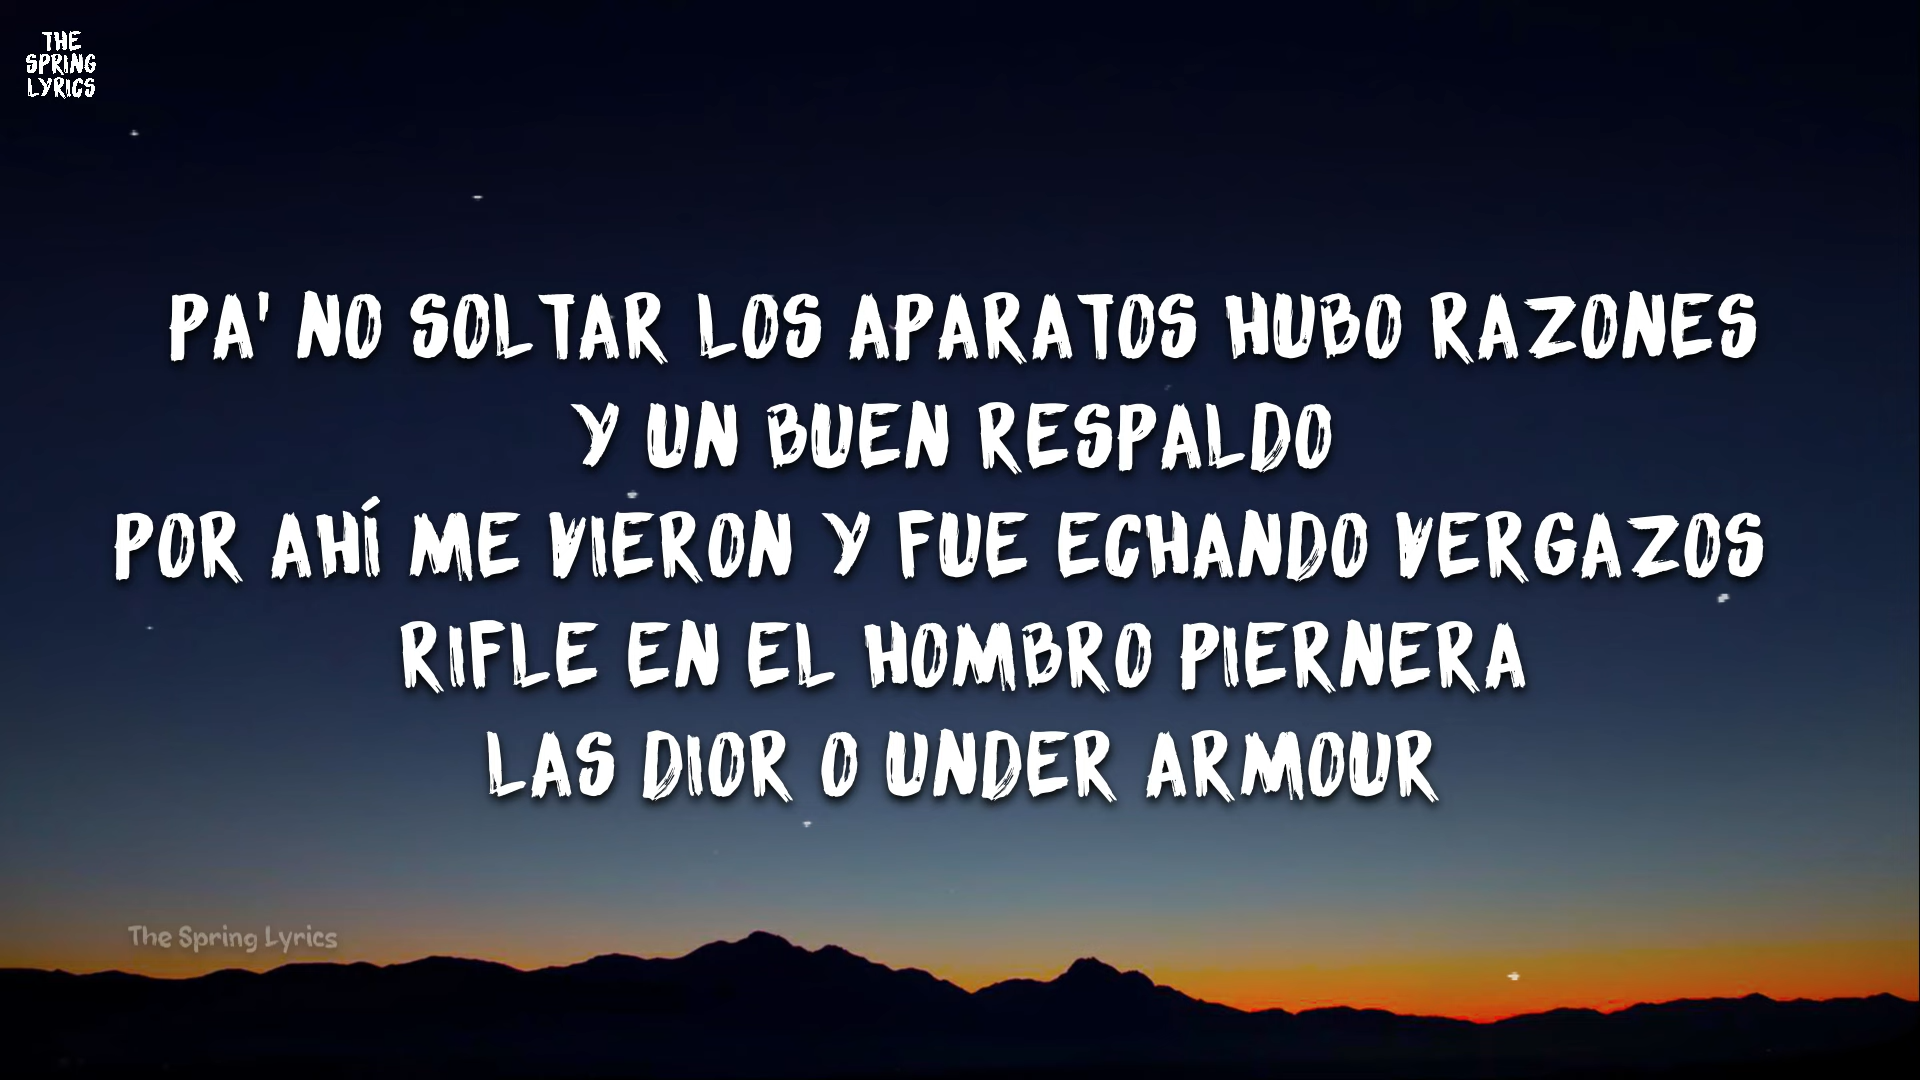 THE
SPRING
LYRICS
PA' NO SOLTAR LOS APARATOS HUBO RAZONES
Y UN BUEN RESPALDO
POR AHÍ ME VIERON Y FUE ECHANDO VERGAZOS
RIFLE EN EL HOMBRO PIERNERA
LAS DIOR O UNDER ARMOUR
The Spring Lyrics